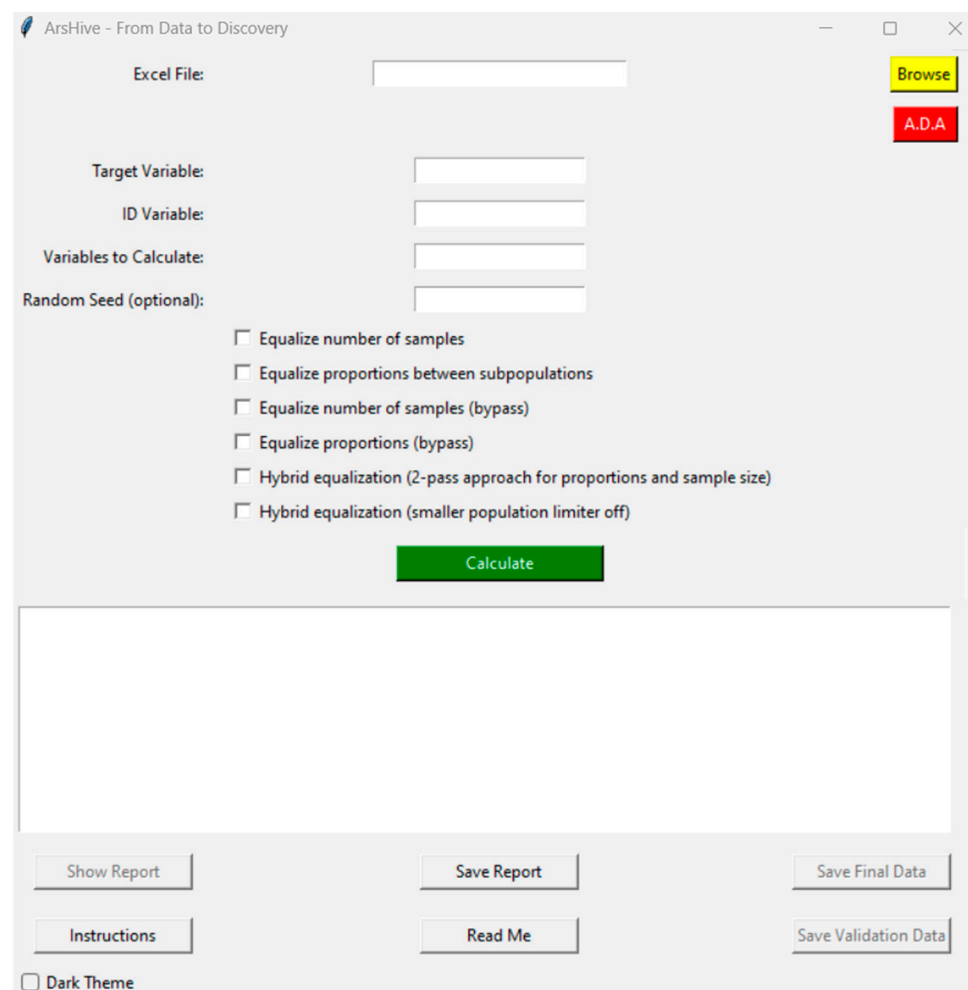 ArsHive - From Data to Discovery
Excel File:
Browse
A.D.A
Target Variable:
ID Variable:
Variables to Calculate:
Random Seed (optional):
Equalize number of samples
Equalize proportions between subpopulations
Equalize number of samples (bypass)
Equalize proportions (bypass)
Hybrid equalization (2-pass approach for proportions and sample size)
Hybrid equalization (smaller population limiter off)
Calculate
Show Report
Save Report
Save Final Data
Instructions
Read Me
Save Validation Data
Dark Theme